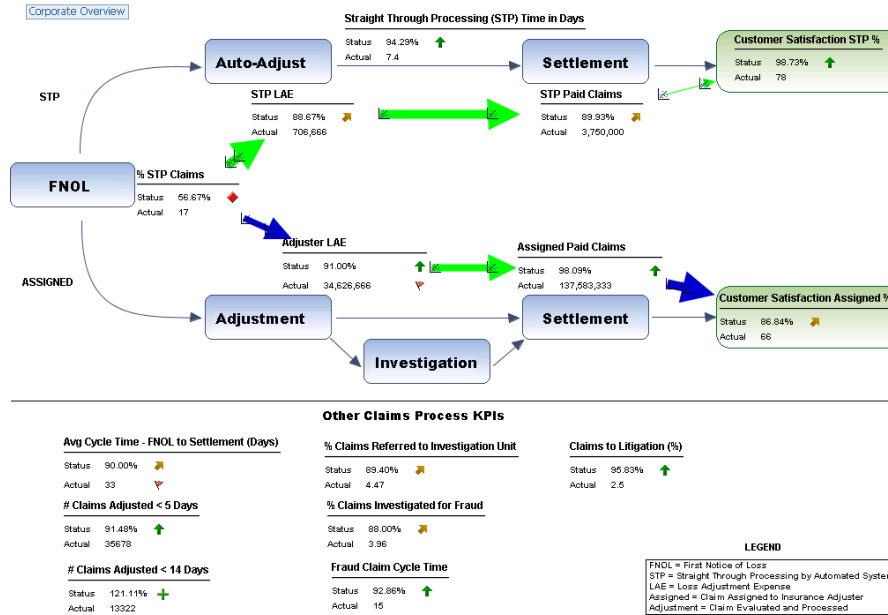 Corporate Overview
Straight Through Processing (STP) Time in Days
Status 94.29%
Actual 7.4
Customer Satisfaction STP %
Status 98.73%
Actual 78
Auto-Adjust
Settlement
STP
STP LAE
Status 88.67%
Actual 706,666
STP Paid Claims
Status 89.93%
Actual 3,750,000
FNOL
% STP Claims
Status 56.67%
Actual 17
ASSIGNED
Adjuster LAE
Status 91.00%
Actual 34,626,666
Assigned Paid Claims
Status 98.09%
Actual 137,583,333
Customer Satisfaction Assigned %
Status 86.84%
Actual 66
Adjustment
Settlement
Investigation
Other Claims Process KPIs
Avg Cycle Time - FNOL to Settlement (Days)
Status 90.00%
Actual 33
% Claims Referred to Investigation Unit
Status 89.40%
Actual 4.47
Claims to Litigation (%)
Status 95.83%
Actual 2.5
# Claims Adjusted < 5 Days
Status 91.48%
Actual 35678
% Claims Investigated for Fraud
Status 88.00%
Actual 3.96
# Claims Adjusted < 14 Days
Status 121.11%
Actual 13322
Fraud Claim Cycle Time
Status 92.86%
Actual 15
LEGEND
FNOL = First Notice of Loss
STP = Straight Through Processing by Automated System
LAE = Loss Adjustment Expense
Assigned = Claim Assigned to Insurance Adjuster
Adjustment = Claim Evaluated and Processed